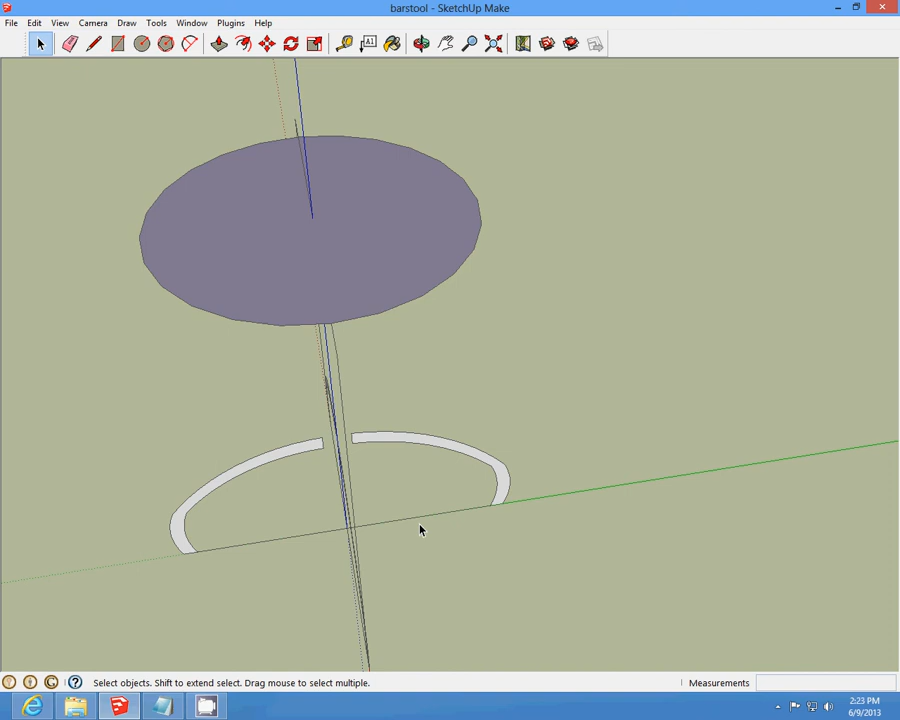 barstool - SketchUp Make
File Edit View Camera Draw Tools Window Plugins Help
A1
Select objects. Shift to extend select. Drag mouse to select multiple.
Measurements
2:23 PM
6/9/2013